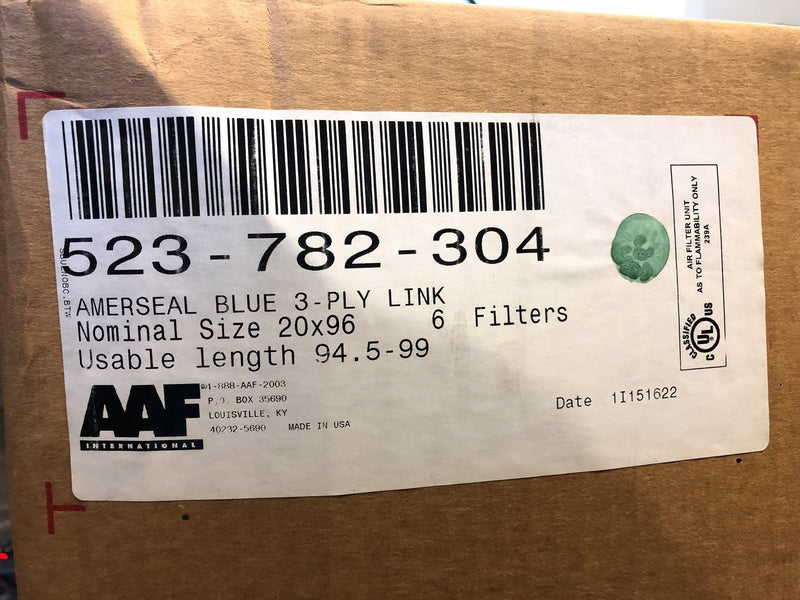 523-782-304
AMERSEAL BLUE 3-PLY LINK
Nominal Size 20x96 6 Filters
Usable length 94.5-99
AAF
INTERNATIONAL
1-888-AAF-2003
P.O. BOX 35690
LOUISVILLE, KY
40232-5690 MADE IN USA
Date 1I151622
AIR FILTER UNIT
AS TO FLAMMABILITY ONLY
239A
CLASSIFIED
C UL US